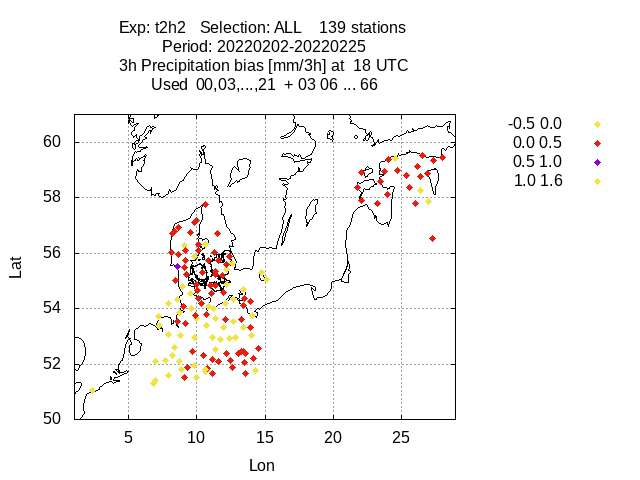 Exp: t2h2 Selection: ALL 139 stations
Period: 20220202-20220225
3h Precipitation bias [mm/3h] at 18 UTC
Used 00,03,...,21 + 03 06 ... 66
-0.5 0.0
0.0 0.5
0.5 1.0
1.0 1.6
60
58
56
54
52
50
Lat
5 10 15 20 25
Lon